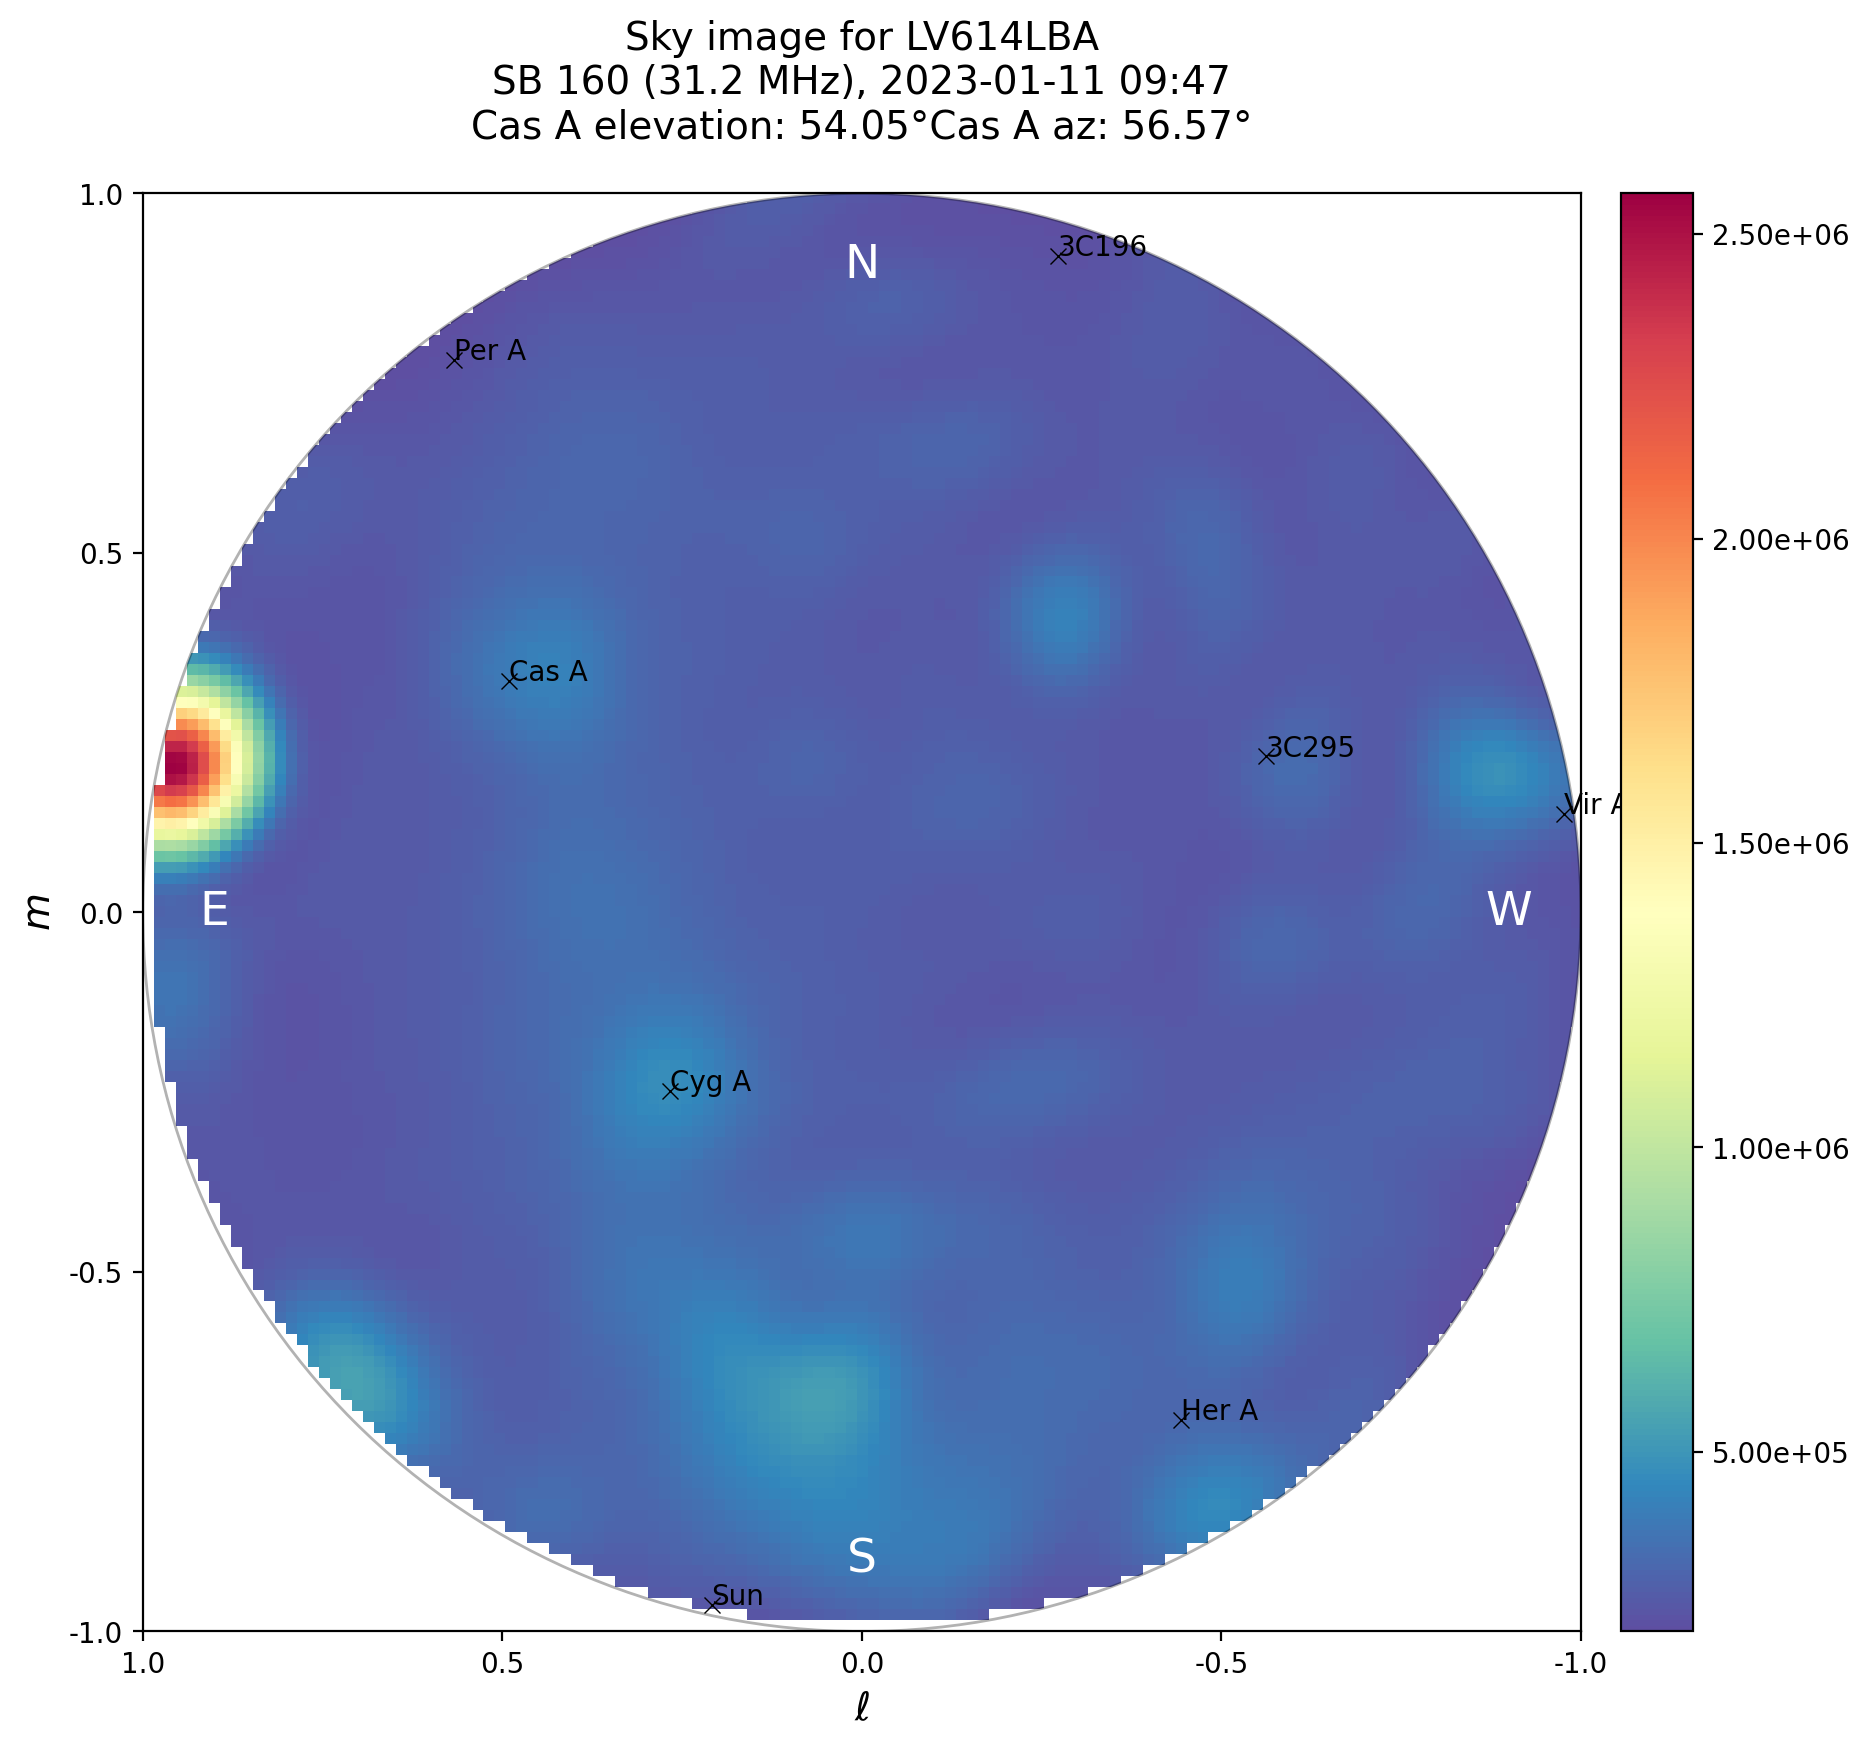 Sky image for LV614LBA
SB 160 (31.2 MHz), 2023-01-11 09:47
Cas A elevation: 54.05°Cas A az: 56.57°
1.0
N
3C196
2.50e+06
Per A
2.00e+06
0.5
Cas A
3C295
Vir A
1.50e+06
m
0.0
E
W
Cyg A
1.00e+06
-0.5
Her A
5.00e+05
S
Sun
-1.0
1.0
0.5
0.0
-0.5
-1.0
ℓ